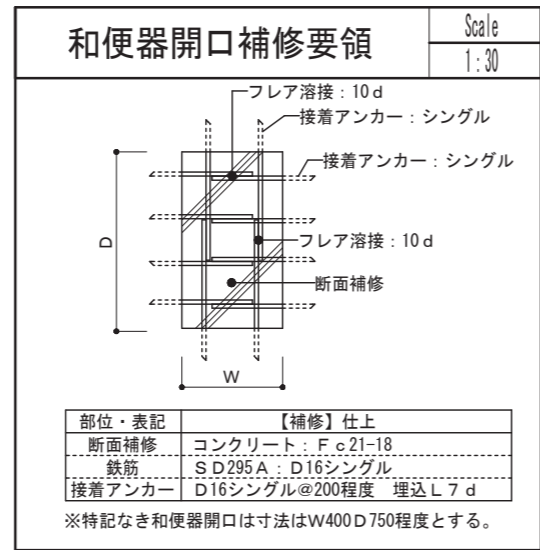 和便器開口補修要領
Scale
1:30
フレア溶接：10ｄ
接着アンカー：シングル
接着アンカー：シングル
D
フレア溶接：10ｄ
断面補修
W
部位・表記 【補修】仕上
断面補修 コンクリート：Ｆｃ21-18
鉄筋 ＳＤ295Ａ：D16シングル
接着アンカー D16シングル@200程度　埋込Ｌ７ｄ
※特記なき和便器開口は寸法はW400Ｄ750程度とする。